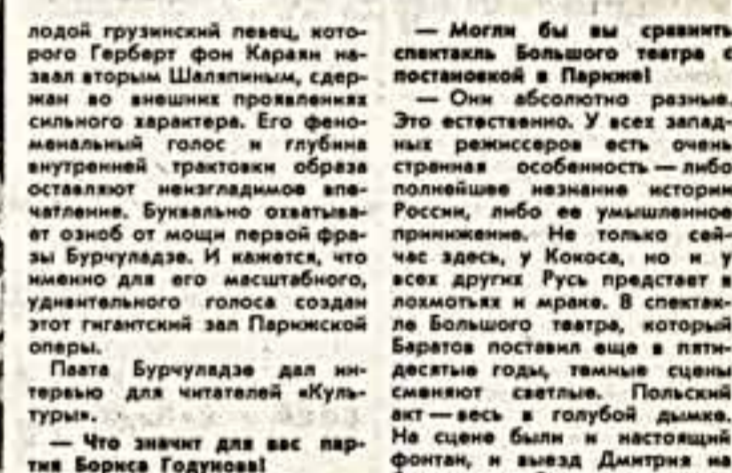 лодой грузинский певец, кото-
рого Герберт фон Караян на-
звал вторым Шаляпиным, сдер-
жан во внешних проявлениях
сильного характера. Его фено-
менальный голос и глубина
внутренней трактовки образа
оставляют неизгладимое впе-
чатление. Буквально охватыва-
ет озноб от мощи первой фра-
зы Бурчуладзе. И кажется, что
именно для его масштабного,
удивительного голоса создан
этот гигантский зал Парижской
оперы.
Паата Бурчуладзе дал ин-
тервью для читателей «Куль-
туры».
— Что значит для вас пар-
тия Бориса Годунова?
— Могли бы вы сравнить
спектакль Большого театра с
постановкой в Париже?
— Они абсолютно разные.
Это естественно. У всех запад-
ных режиссеров есть очень
странная особенность — либо
полнейшее незнание истории
России, либо ее умышленное
принижение. Не только сей-
час здесь, у Кокоса, но и у
всех других Русь предстает в
лохмотьях и мраке. В спектак-
ле Большого театра, который
Баратов поставил еще в пяти-
десятые годы, темные сцены
сменяют светлые. Польский
акт — весь в голубой дымке.
На сцене были и настоящий
фонтан, и выезд Дмитрия на